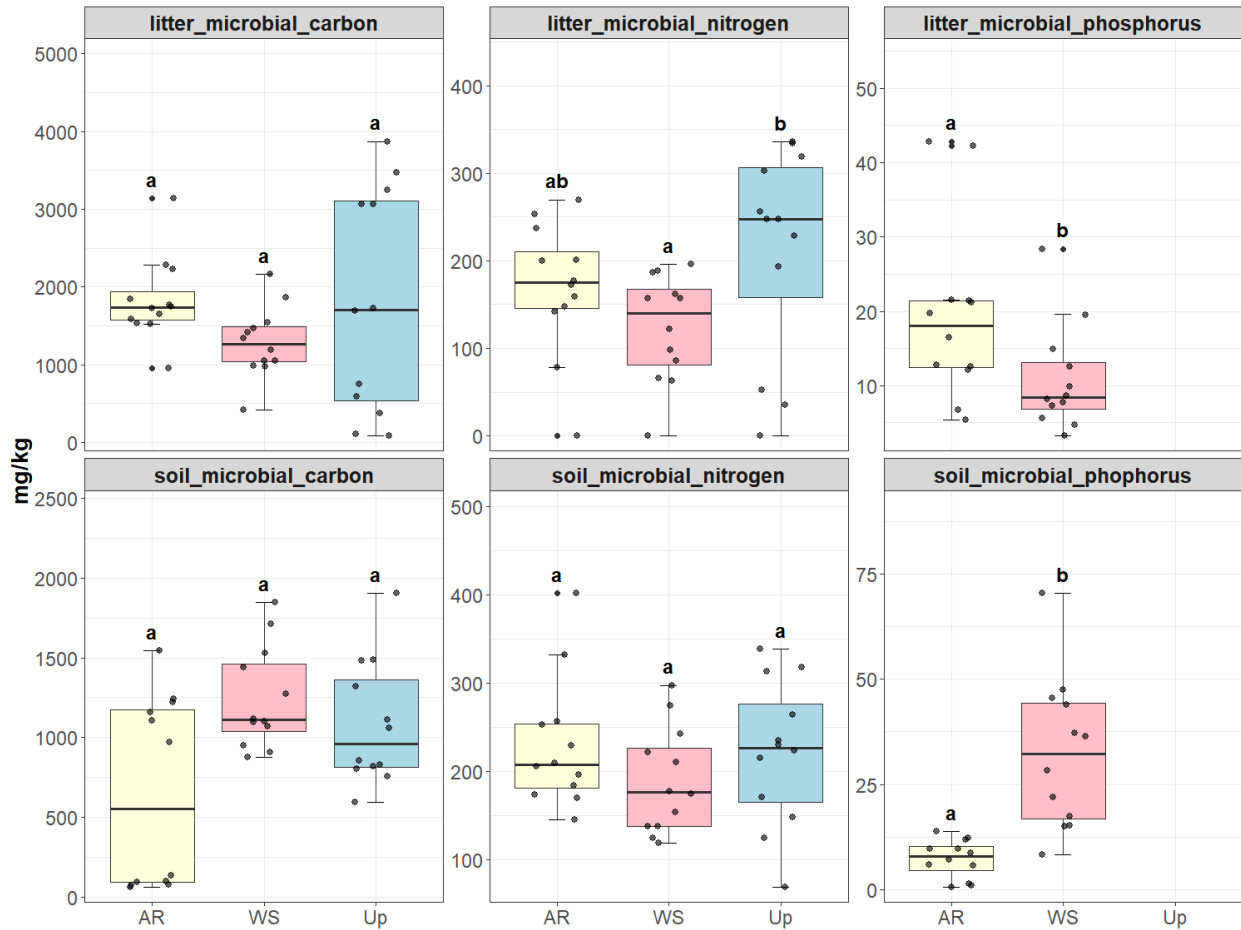 litter_microbial_carbon
litter_microbial_nitrogen
litter_microbial_phosphorus
5000
4000
3000
2000
1000
0
a
a
a
400
300
200
100
0
ab
a
b
50
40
30
20
10
a
b
mg/kg
soil_microbial_carbon
soil_microbial_nitrogen
soil_microbial_phophorus
2500
2000
1500
1000
500
0
a
a
a
500
400
300
200
100
a
a
a
75
50
25
0
a
b
AR WS Up
AR WS Up
AR WS Up